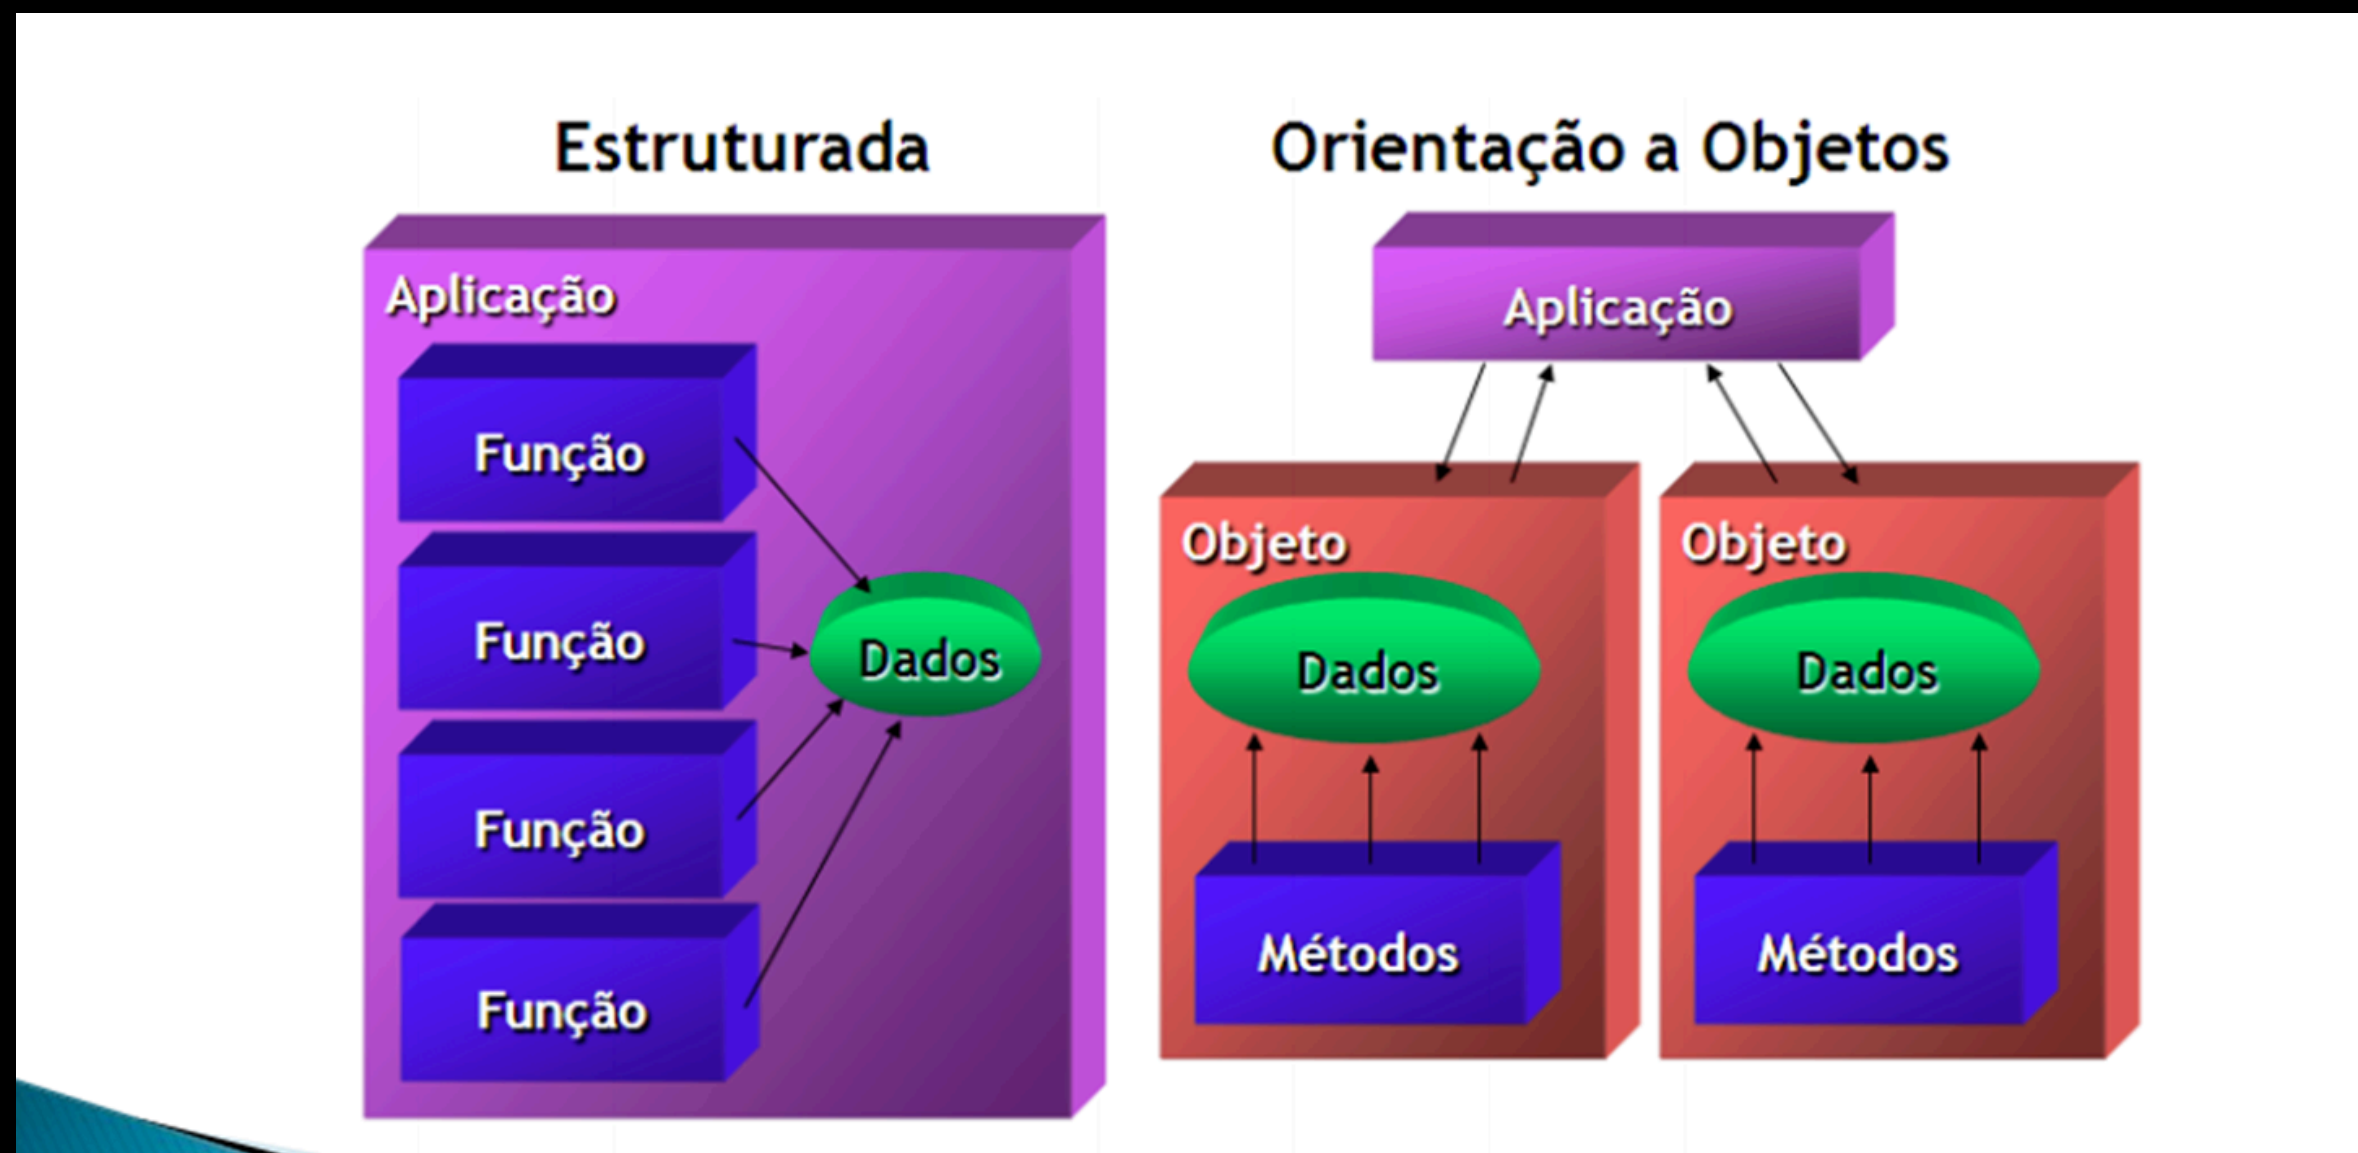 Estruturada
Aplicação
Função
Função
Função
Função
Dados
Orientação a Objetos
Aplicação
Objeto
Dados
Métodos
Objeto
Dados
Métodos